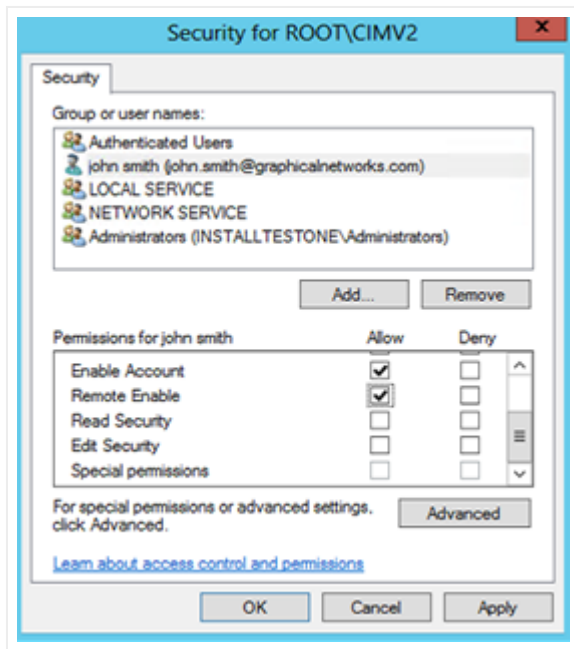 Security for ROOT\CIMV2
x
Security
Group or user names:
Authenticated Users
john smith (john.smith@graphicalnetworks.com)
LOCAL SERVICE
NETWORK SERVICE
Administrators (INSTALLTESTONE\Administrators)
Add... Remove
Permissions for john smith Allow Deny
Enable Account
Remote Enable
Read Security
Edit Security
Special permissions
For special permissions or advanced settings, Advanced
click Advanced.
Learn about access control and permissions
OK Cancel Apply